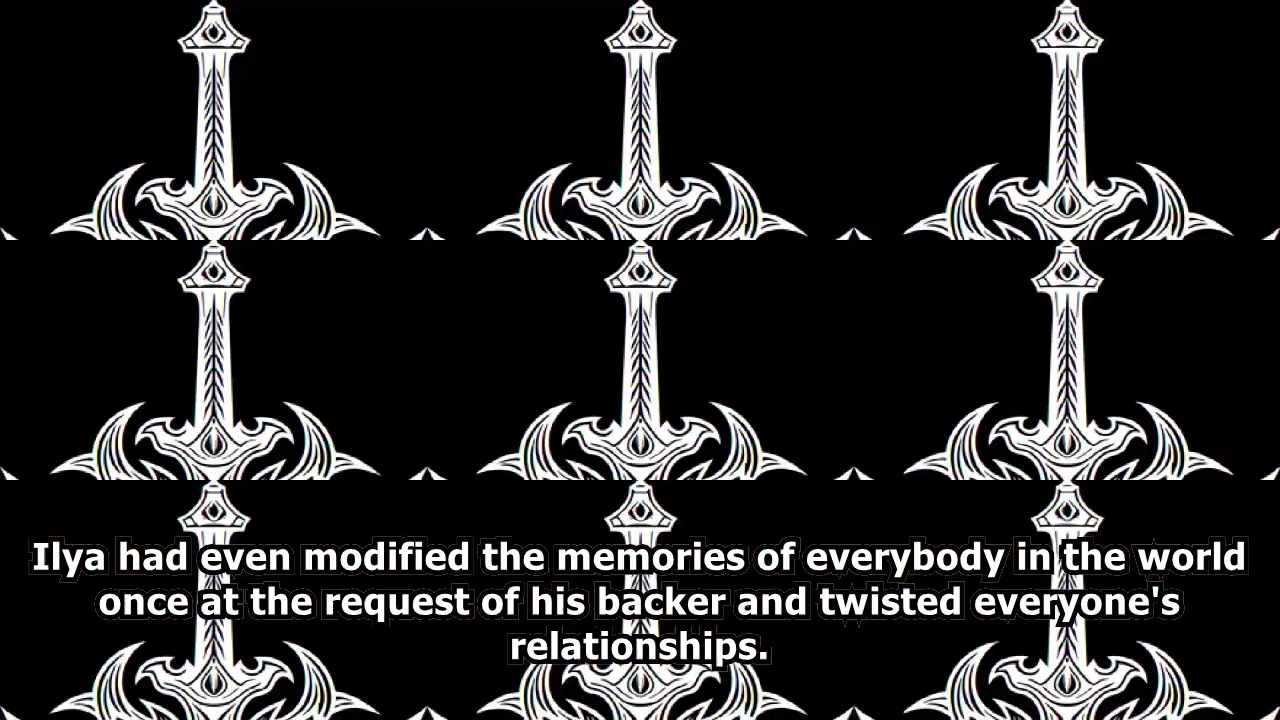 Ilya had even modified the memories of everybody in the world
once at the request of his backer and twisted everyone's
relationships.